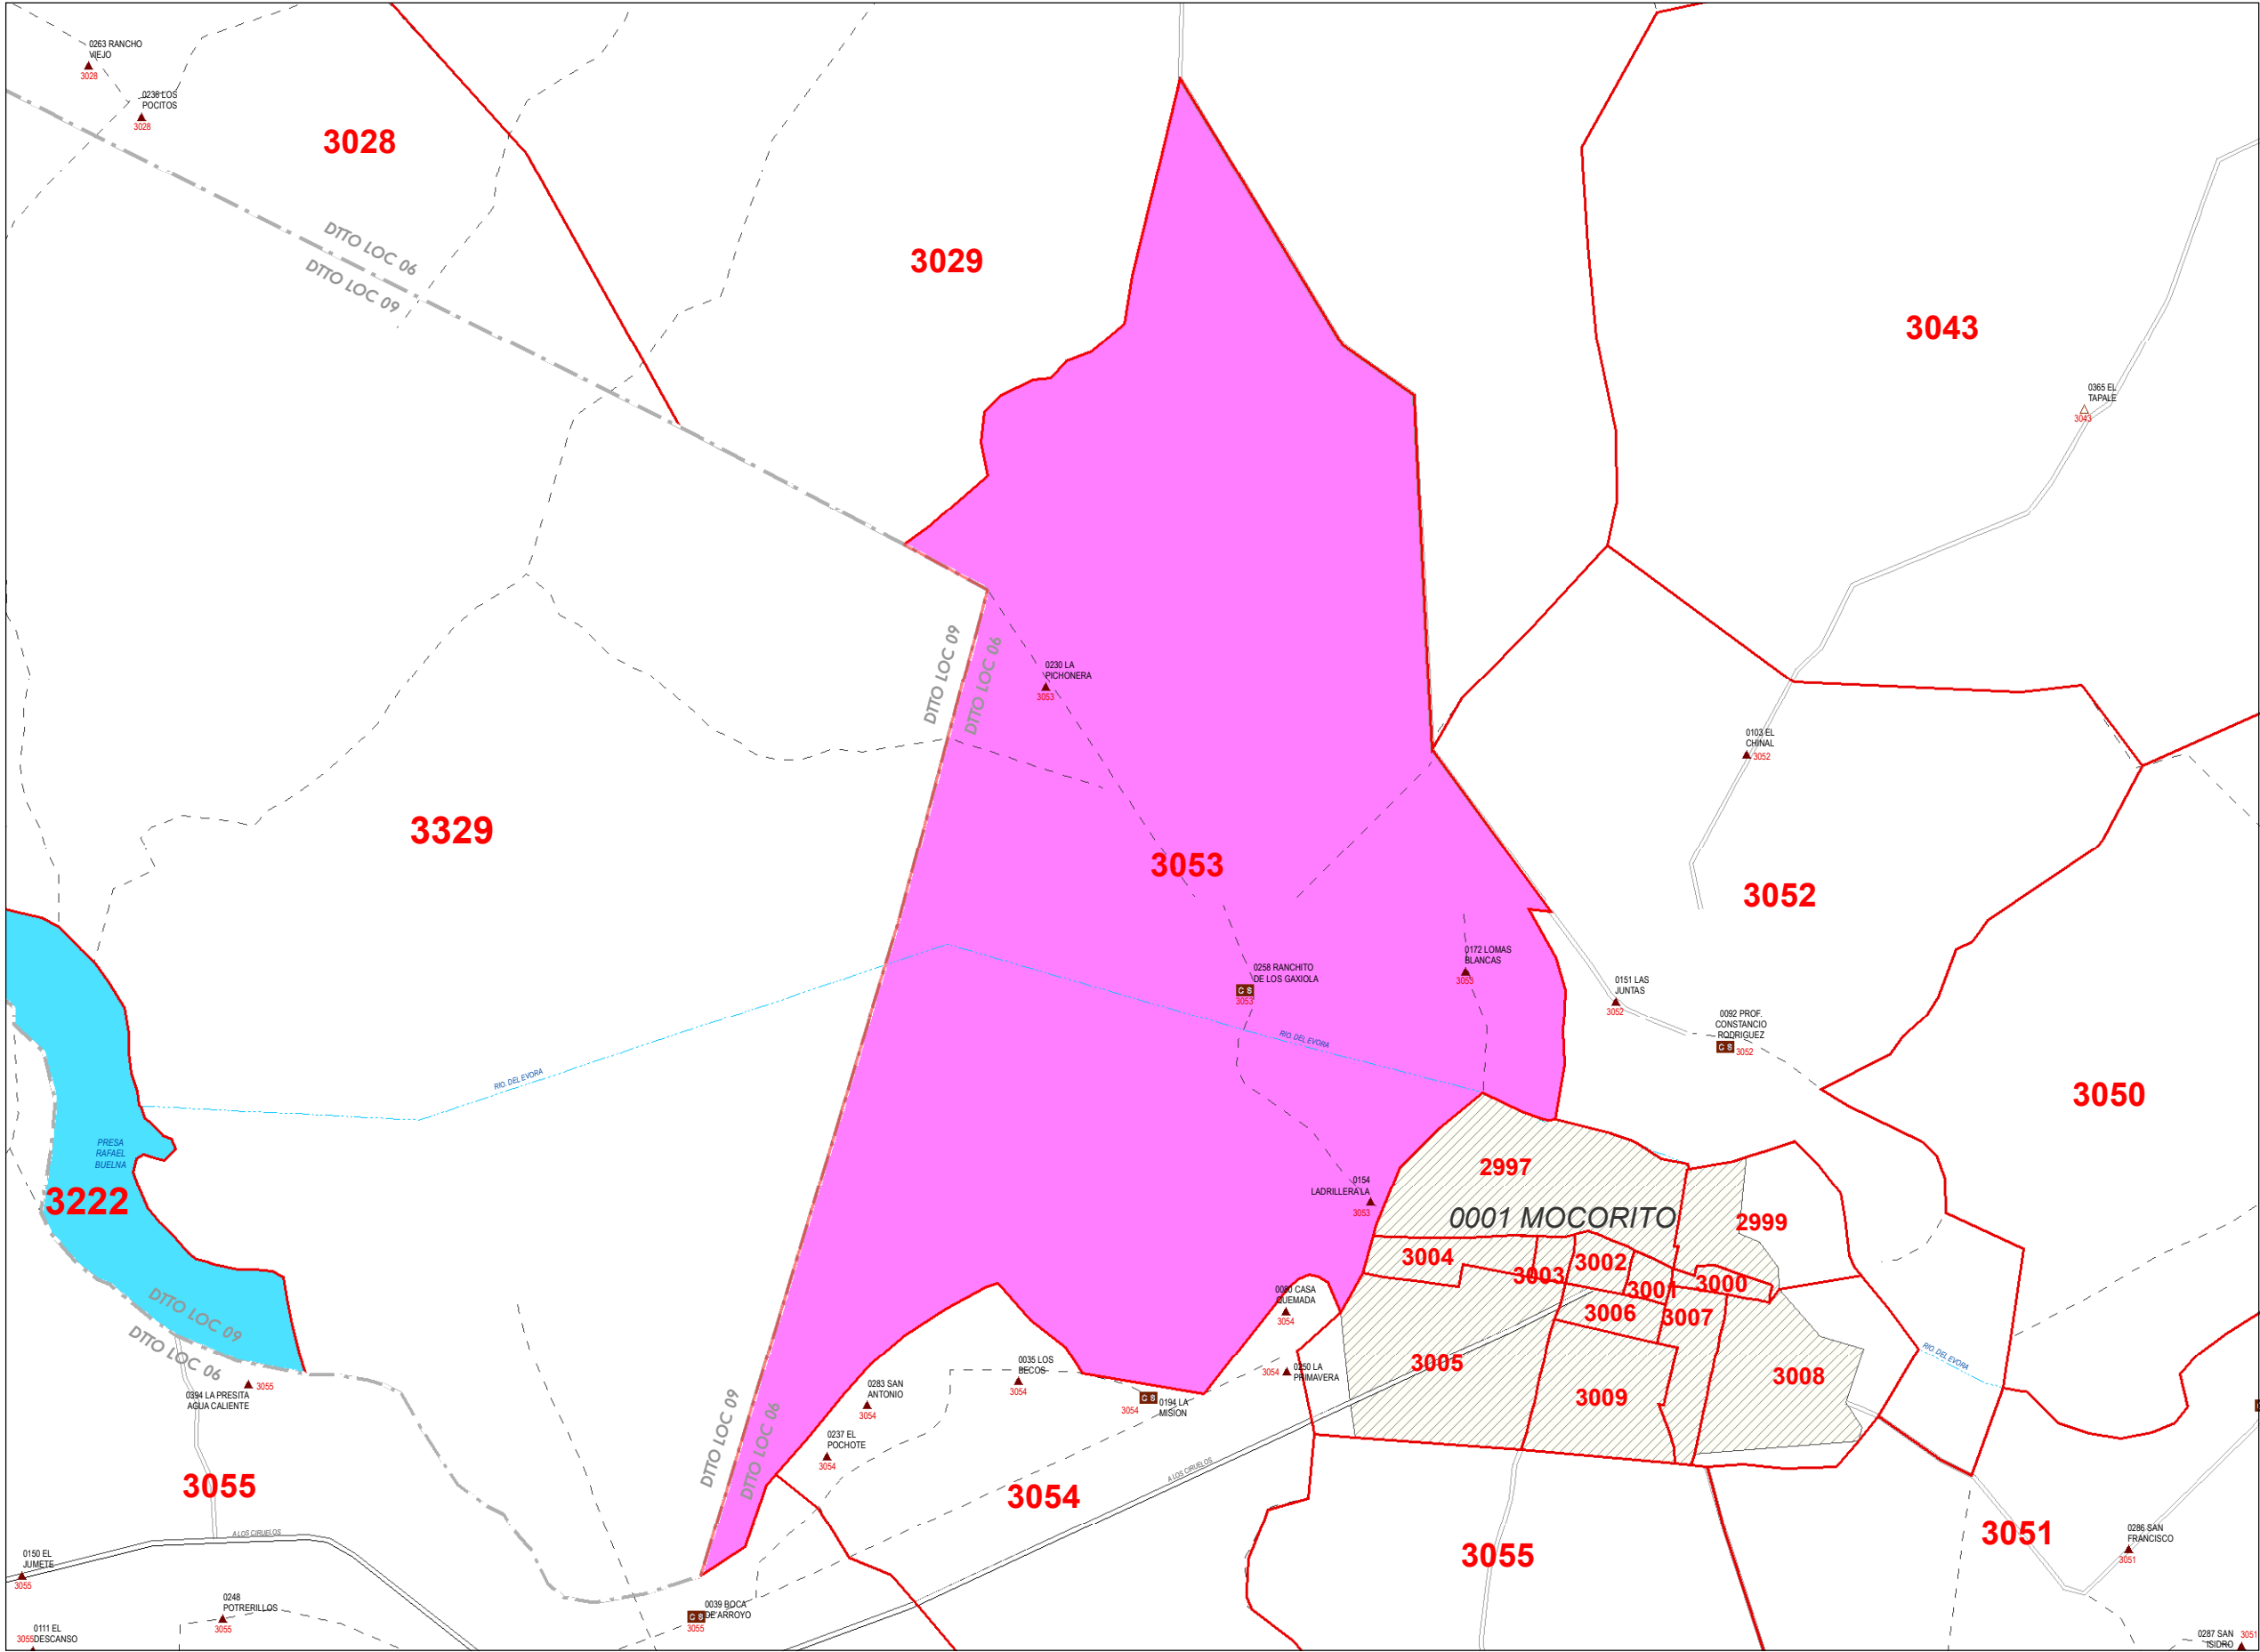 0263 RANCHO
VIEJO
3028
0236 LOS
POCITOS
3028
3028
DTTO LOC 06
DTTO LOC 09
3029
3043
0365 EL
TAPALE
3043
DTTO LOC 09
DTTO LOC 06
0230 LA
PICHONERA
3053
0103 EL
CHINAL
3052
3329
3053
3052
0172 LOMAS
BLANCAS
3053
0258 RANCHITO
DE LOS GAXIOLA
C S
3053
0151 LAS
JUNTAS
3052
0092 PROF.
CONSTANCIO
RODRIGUEZ
C S
3052
RIO. DEL EVORA
RIO. DEL EVORA
3050
PRESA
RAFAEL
BUELNA
3222
2997
0154
LADRILLERA LA
3053
0001 MOCORITO
2999
3004
3003
3002
3001
3000
3006
3007
0080 CASA
QUEMADA
3054
DTTO LOC 09
DTTO LOC 06
RIO. DEL EVORA
3005
3008
3009
0250 LA
PRIMAVERA
3054
0035 LOS
BECOS
3054
0194 LA
MISION
C S
3054
0283 SAN
ANTONIO
3054
0394 LA PRESITA
AGUA CALIENTE
3055
0237 EL
POCHOTE
3054
DTTO LOC 09
DTTO LOC 06
A LOS CIRUELOS
3055
3054
3051
3055
0286 SAN
FRANCISCO
3051
A LOS CIRUELOS
0150 EL
JUMETE
3055
0248
POTRERILLOS
3055
0039 BOCA
DE ARROYO
C S
3055
0111 EL
DESCANSO
3055
0287 SAN
ISIDRO
3051